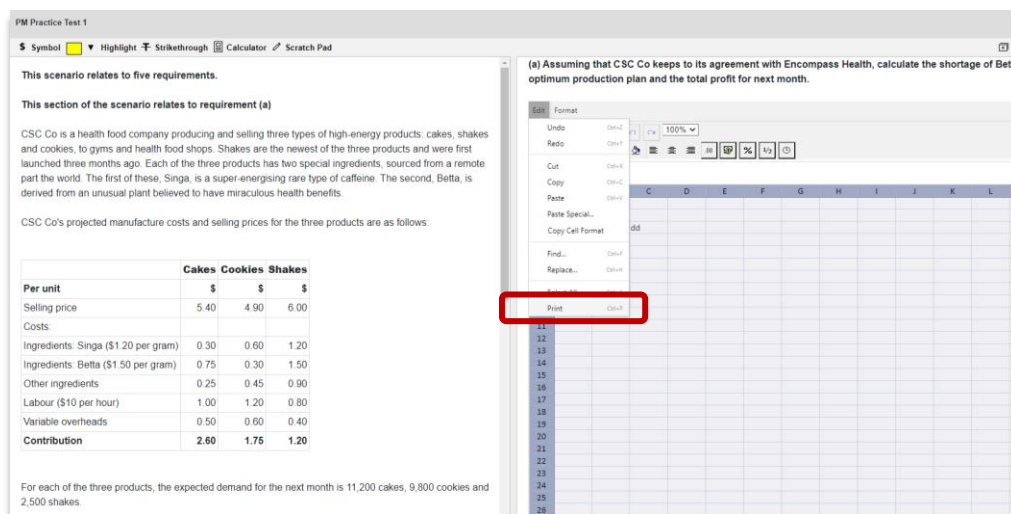 PM Practice Test 1
$ Symbol ▼ Highlight T Strikethrough Calculator Scratch Pad
This scenario relates to five requirements.
This section of the scenario relates to requirement (a)
CSC Co is a health food company producing and selling three types of high-energy products: cakes, shakes
and cookies, to gyms and health food shops. Shakes are the newest of the three products and were first
launched three months ago. Each of the three products has two special ingredients, sourced from a remote
part the world. The first of these, Singa, is a super-energising rare type of caffeine. The second, Betta, is
derived from an unusual plant believed to have miraculous health benefits.
CSC Co's projected manufacture costs and selling prices for the three products are as follows:
Cakes Cookies Shakes
Per unit $ $ $
Selling price 5.40 4.90 6.00
Costs:
Ingredients: Singa ($1.20 per gram) 0.30 0.60 1.20
Ingredients: Betta ($1.50 per gram) 0.75 0.30 1.50
Other ingredients 0.25 0.45 0.90
Labour ($10 per hour) 1.00 1.20 0.80
Variable overheads 0.50 0.60 0.40
Contribution 2.60 1.75 1.20
For each of the three products, the expected demand for the next month is 11,200 cakes, 9,800 cookies and
2,500 shakes.
(a) Assuming that CSC Co keeps to its agreement with Encompass Health, calculate the shortage of Bet
optimum production plan and the total profit for next month.
Edit Format
Undo Ctrl+Z
Redo Ctrl+Y
Cut Ctrl+X
Copy Ctrl+C
Paste Ctrl+V
Paste Special...
Copy Cell Format
Find... Ctrl+F
Replace... Ctrl+H
Print Ctrl+P
100%
% 1/2
C D E F G H I J K L
dd
11
12
13
14
15
16
17
18
19
20
21
22
23
24
25
26